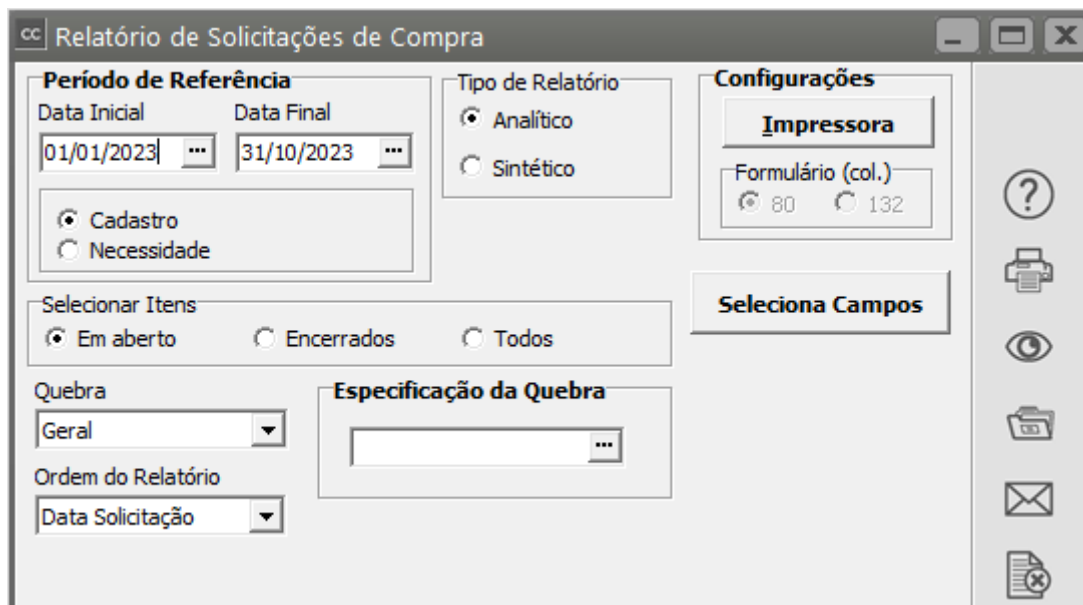 cc Relatório de Solicitações de Compra
Período de Referência
Data Inicial Data Final
01/01/2023 ... 31/10/2023 ...
Cadastro
Necessidade
Tipo de Relatório
Analítico
Sintético
Configurações
Impressora
Formulário (col.)
80 132
Seleciona Campos
Selecionar Itens
Em aberto Encerrados Todos
Quebra
Geral
Especificação da Quebra
...
Ordem do Relatório
Data Solicitação